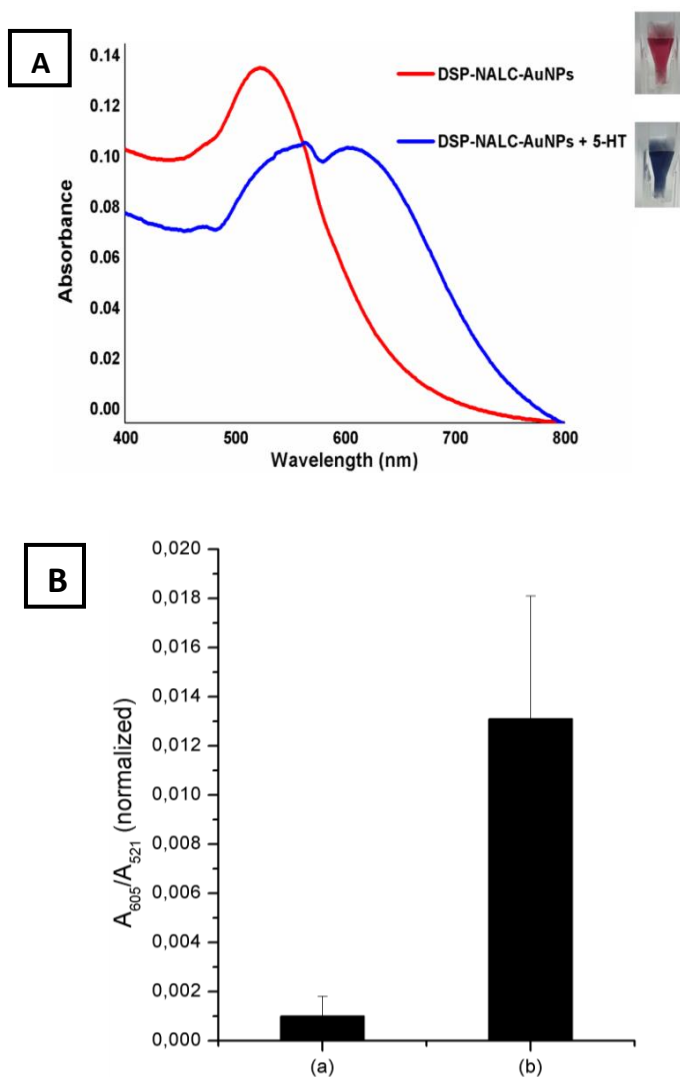 A
0.14
0.12
0.10
0.08
0.06
0.04
0.02
0.00
Absorbance
DSP-NALC-AuNPs
DSP-NALC-AuNPs + 5-HT
400 500 600 700 800
Wavelength (nm)
B
0,020
0,018
0,016
0,014
0,012
0,010
0,008
0,006
0,004
0,002
0,000
A605/A521 (normalized)
(a) (b)